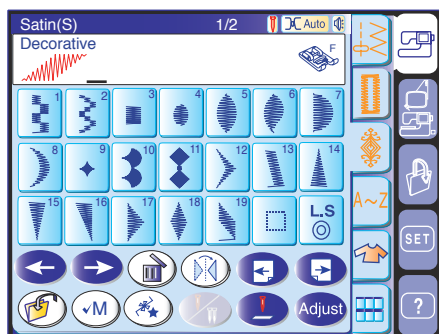 Satin(S) 1/2 Auto
Decorative F
1 2 3 4 5 6 7
8 9 10 11 12 13 14
15 16 17 18 19 L.S
A~Z
SET
✓M Adjust ?